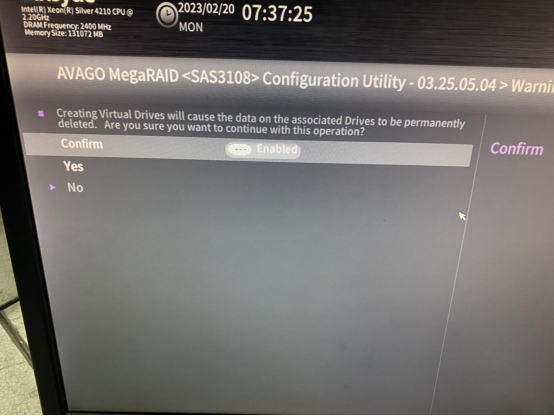 Intel(R) Xeon(R) Silver 4210 CPU @
2.20GHz
DRAM Frequency: 2400 MHz
Memory Size: 131072 MB
2023/02/20
MON
07:37:25
AVAGO MegaRAID <SAS3108> Configuration Utility - 03.25.05.04 >
Creating Virtual Drives will cause the data on the associated Drives to be permanently
deleted. Are you sure you want to continue with this operation?
Confirm
Enabled
Yes
No
Confirm